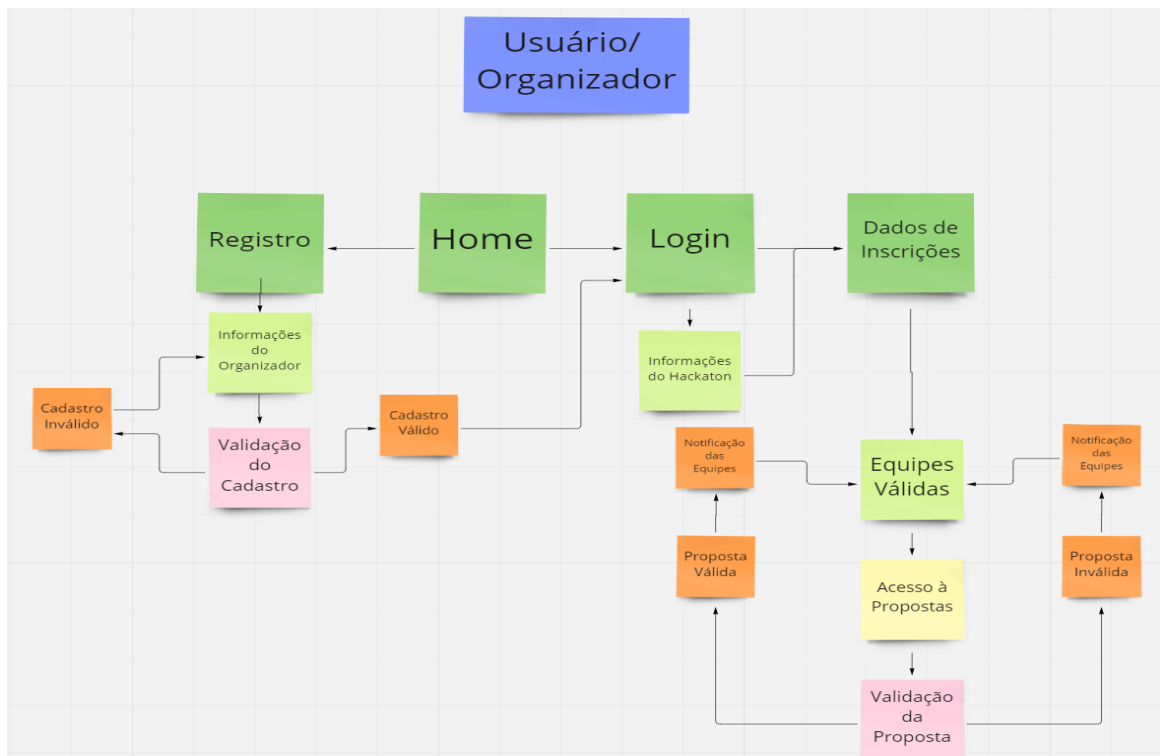 Usuário/
Organizador
Registro
Home
Login
Dados de
Inscrições
Informações
do
Organizador
Informações
do Hackaton
Cadastro
Inválido
Cadastro
Válido
Validação
do
Cadastro
Notificação
das
Equipes
Equipes
Válidas
Notificação
das
Equipes
Proposta
Válida
Acesso à
Propostas
Proposta
Inválida
Validação
da
Proposta